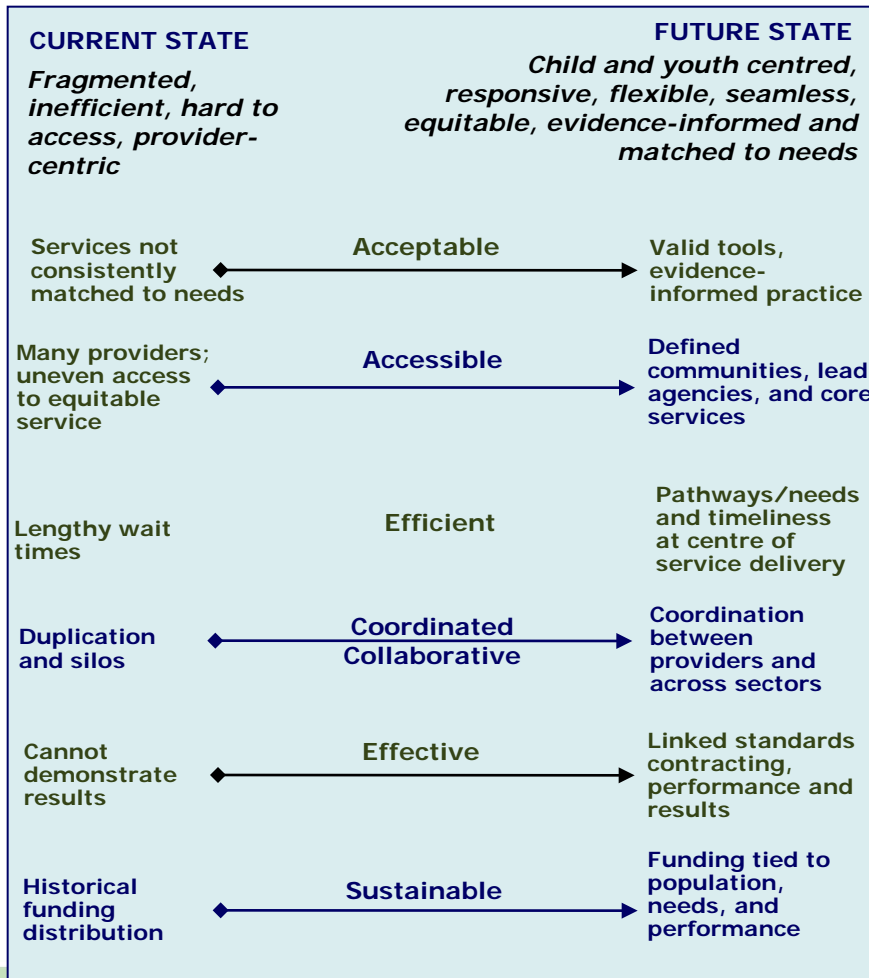 CURRENT STATE
Fragmented,
inefficient, hard to
access, provider-
centric
FUTURE STATE
Child and youth centred,
responsive, flexible, seamless,
equitable, evidence-informed and
matched to needs
Services not
consistently
matched to needs
Acceptable
Valid tools,
evidence-
informed practice
Many providers;
uneven access
to equitable
service
Accessible
Defined
communities, lead
agencies, and core
services
Lengthy wait
times
Efficient
Pathways/needs
and timeliness
at centre of
service delivery
Duplication
and silos
Coordinated
Collaborative
Coordination
between
providers and
across sectors
Cannot
demonstrate
results
Effective
Linked standards
contracting,
performance and
results
Historical
funding
distribution
Sustainable
Funding tied to
population,
needs, and
performance